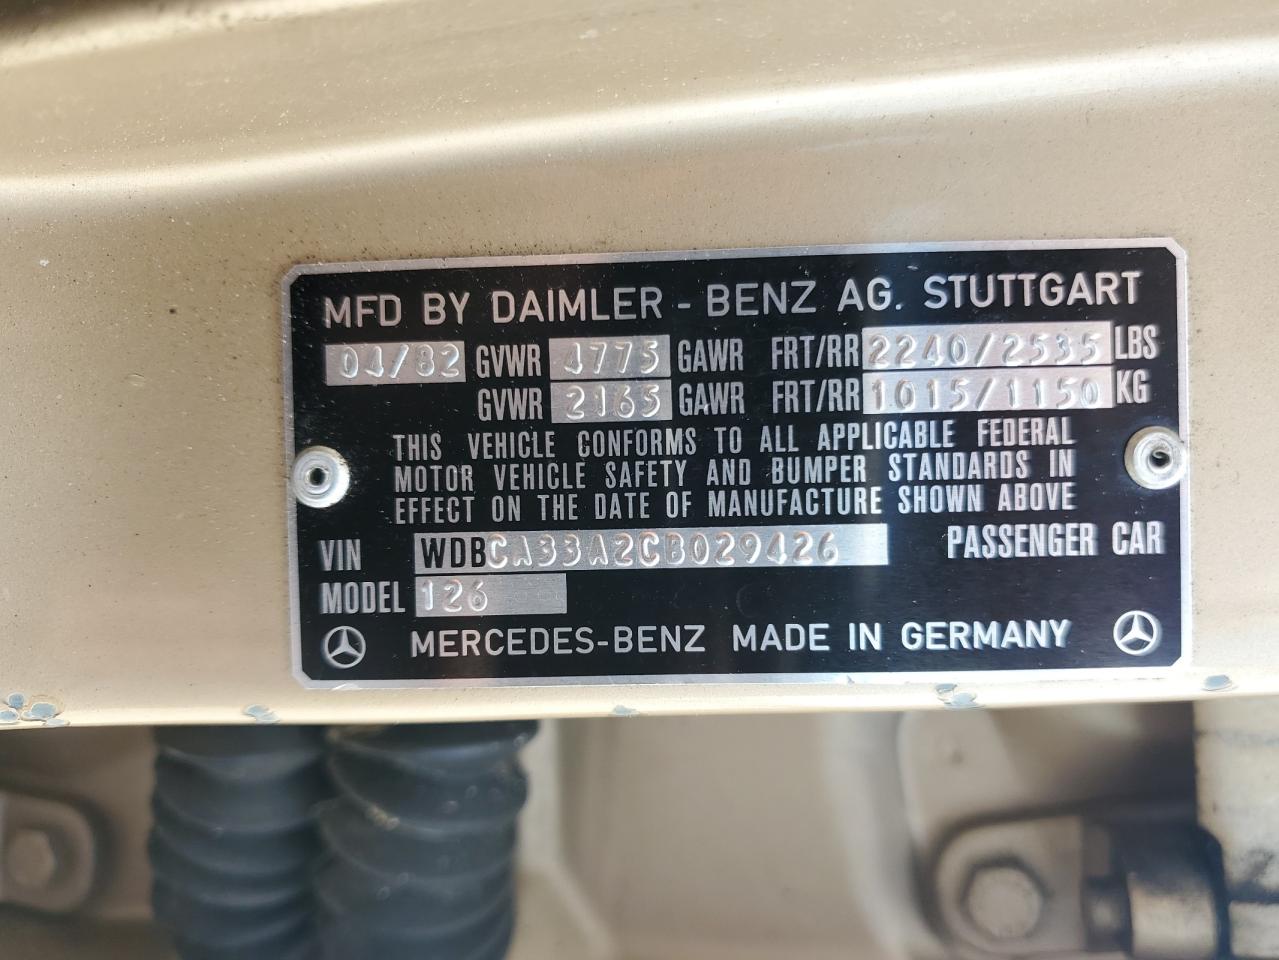 MFD BY DAIMLER - BENZ AG. STUTTGART
04/82 GVWR 4775 GAWR FRT/RR 2240/2535 LBS
GVWR 2165 GAWR FRT/RR 1015/1150 KG
THIS VEHICLE CONFORMS TO ALL APPLICABLE FEDERAL
MOTOR VEHICLE SAFETY AND BUMPER STANDARDS IN
EFFECT ON THE DATE OF MANUFACTURE SHOWN ABOVE
VIN WDBCA33A2CB029426 PASSENGER CAR
MODEL 126
MERCEDES-BENZ MADE IN GERMANY